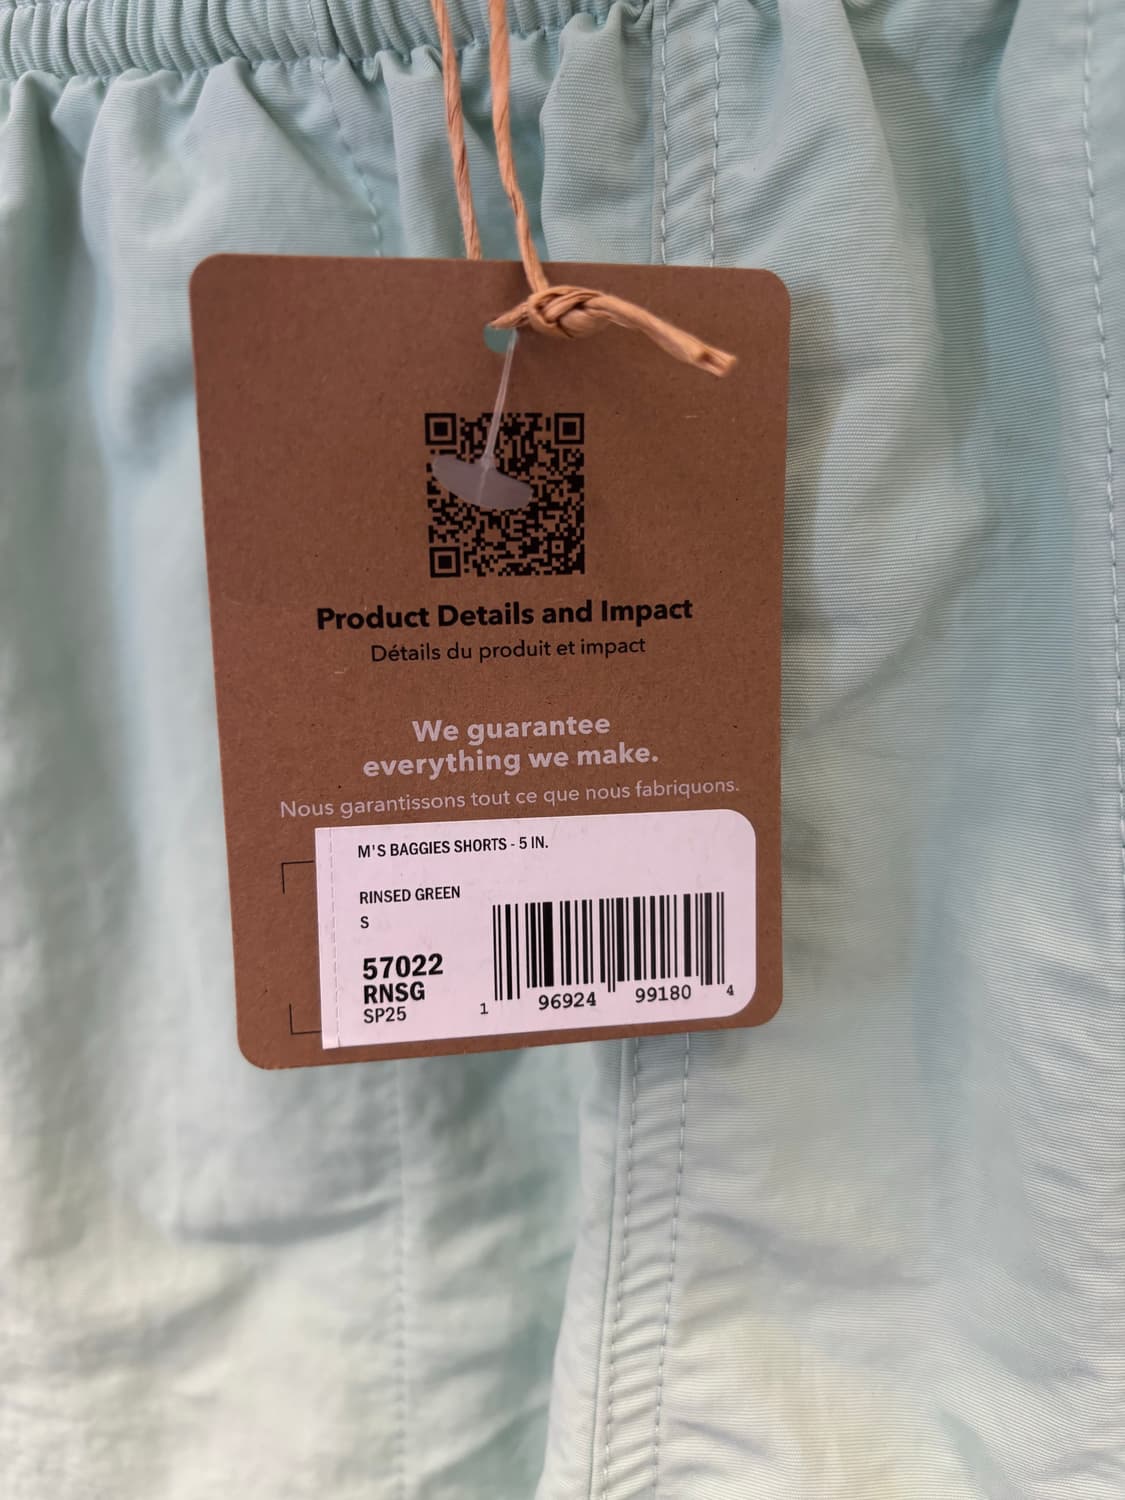 Product Details and Impact
Détails du produit et impact
We guarantee
everything we make.
Nous garantissons tout ce que nous fabriquons.
M'S BAGGIES SHORTS - 5 IN.
RINSED GREEN
S
57022
RNSG
SP25
1 96924 99180 4